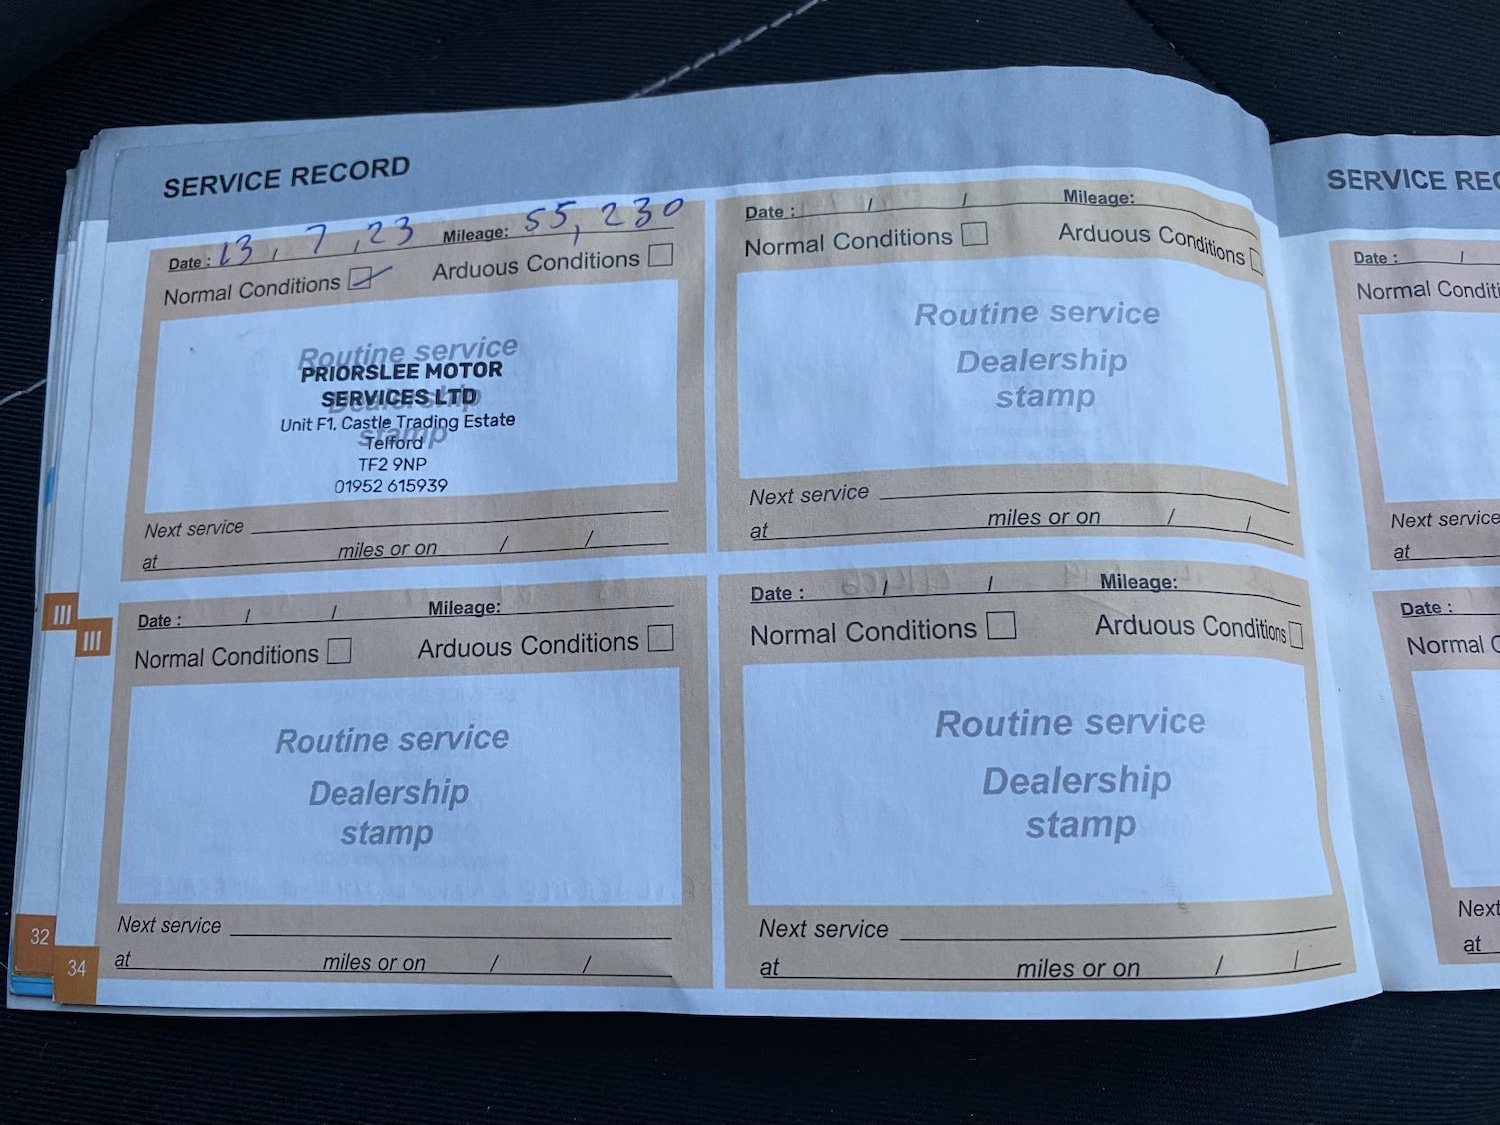 SERVICE RECORD
Date : 13 , 7 , 23 Mileage: 55,230
Normal Conditions Arduous Conditions
Routine service
Dealership
stamp
PRIORSLEE MOTOR
SERVICES LTD
Unit F1, Castle Trading Estate
Telford
TF2 9NP
01952 615939
Next service
at miles or on / /
Date : / / Mileage:
Normal Conditions Arduous Conditions
Routine service
Dealership
stamp
Next service
at miles or on / /
Date : / / Mileage:
Normal Conditions Arduous Conditions
Routine service
Dealership
stamp
Next service
at miles or on / /
Date : / / Mileage:
Normal Conditions Arduous Conditions
Routine service
Dealership
stamp
Next service
at miles or on / /
III
III
32
34
SERVICE REC
Date : /
Normal Conditi
Next service
at
Date :
Normal C
Next
at